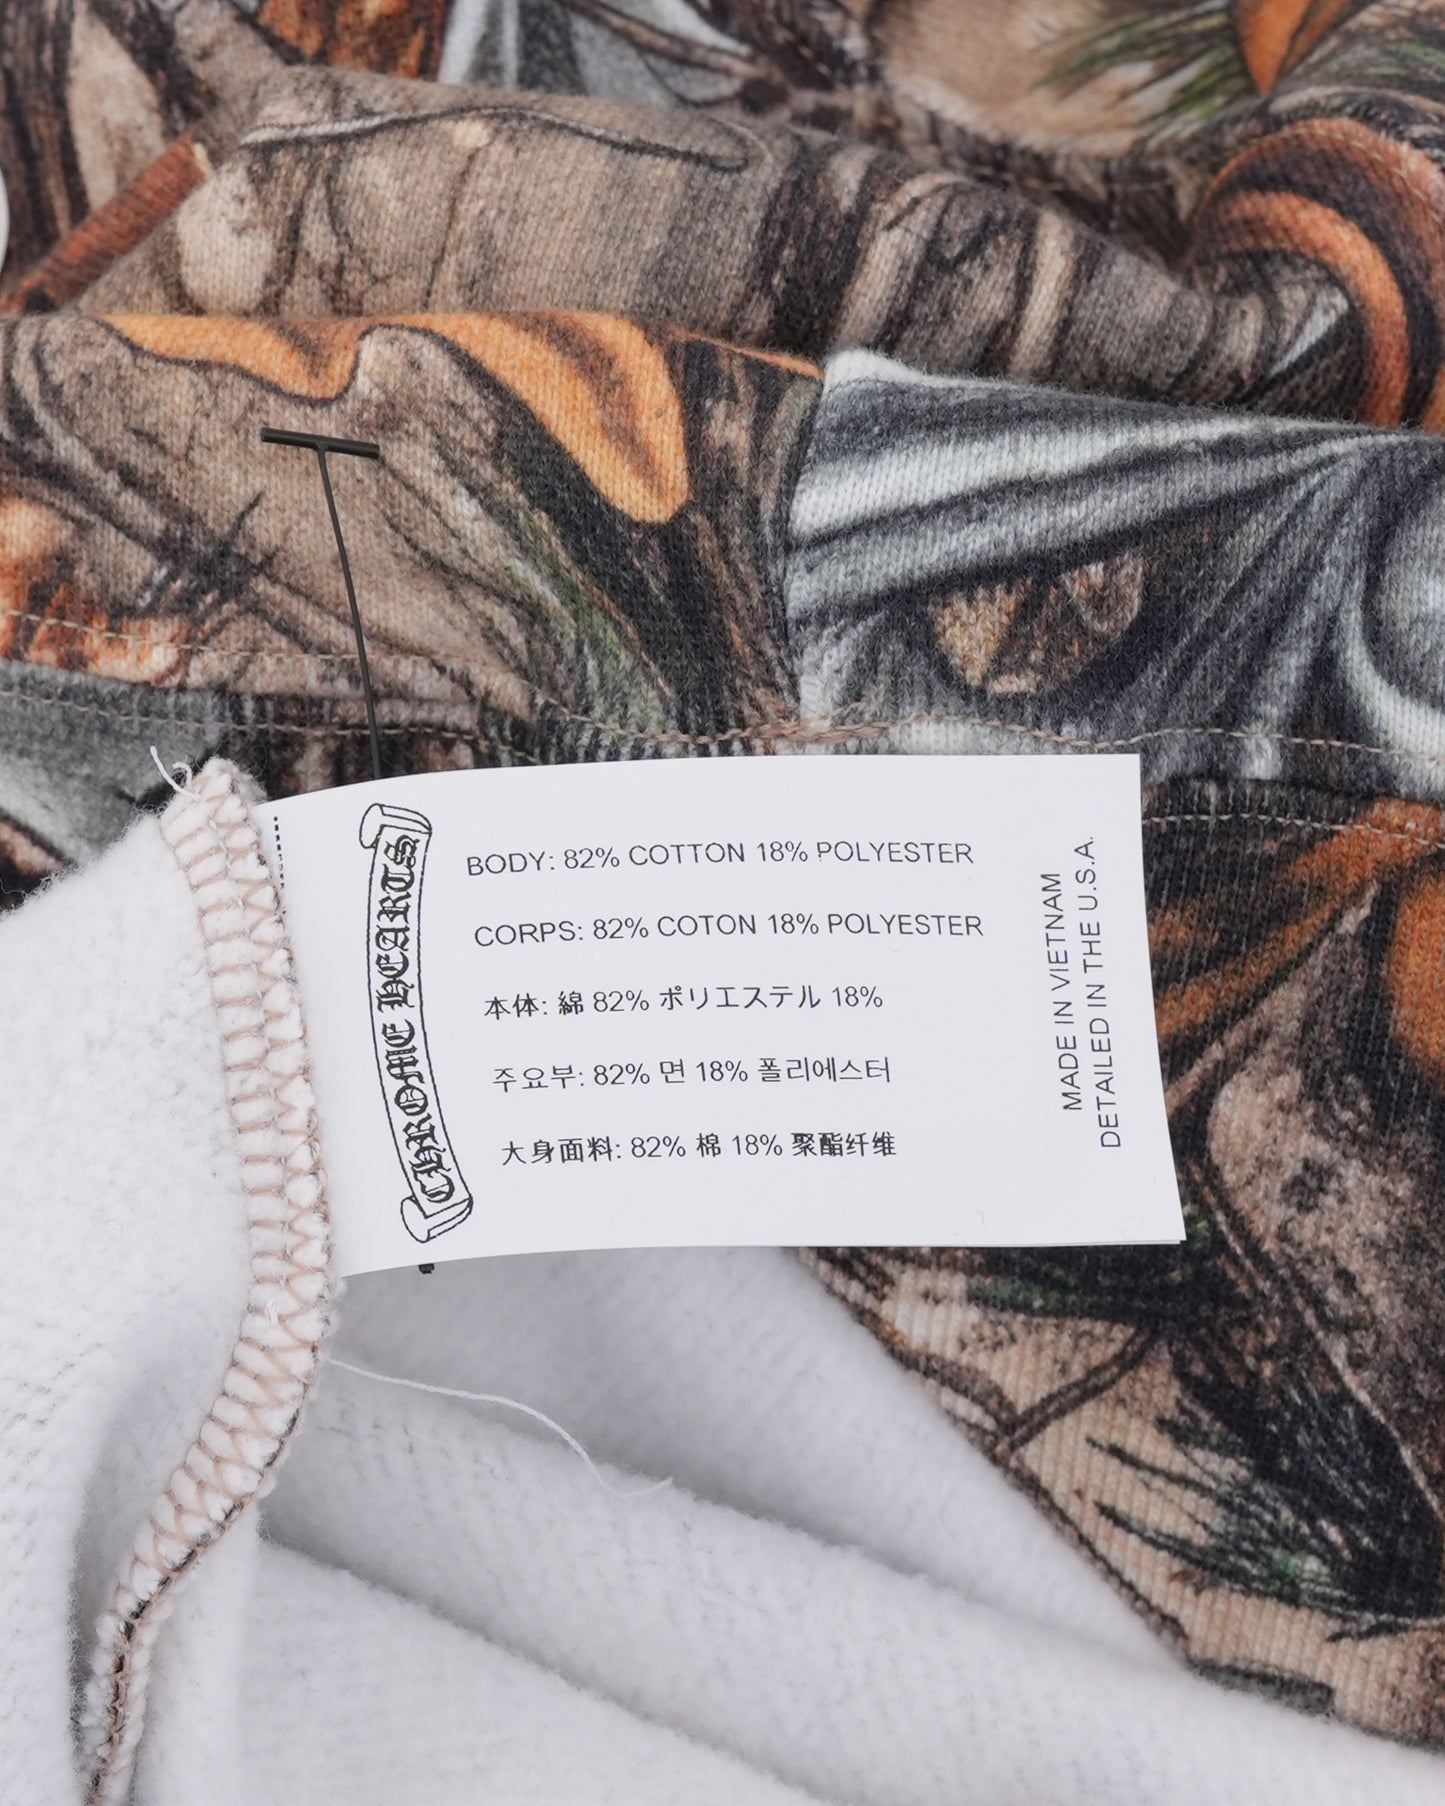 CHROME HEARTS
BODY: 82% COTTON 18% POLYESTER
CORPS: 82% COTON 18% POLYESTER
本体: 綿 82% ポリエステル 18%
주요부: 82% 면 18% 폴리에스터
大身面料: 82% 棉 18% 聚酯纤维
MADE IN VIETNAM
DETAILED IN THE U.S.A.